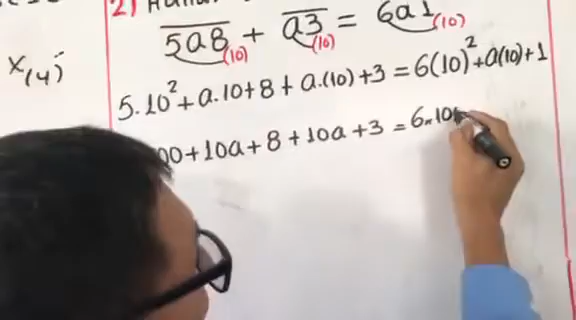 2)
5a8 + a3 = 6a1
(10) (10) (10)
x(4)
5.10² + a.10 + 8 + a.(10) + 3 = 6(10)² + a(10) + 1
00 + 10a + 8 + 10a + 3 = 6.10